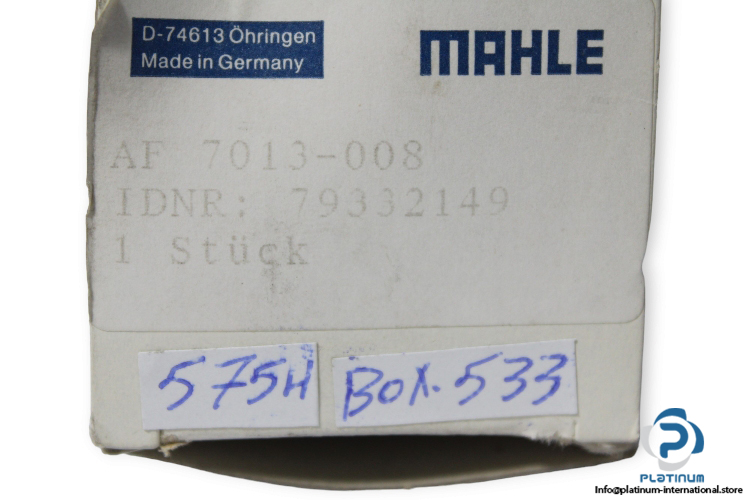 D-74613 Öhringen
Made in Germany
MAHLE
AF 7013-008
IDNR: 79332149
1 Stück
575H
BOX.533
PLATINUM
Info@platinum-international.store